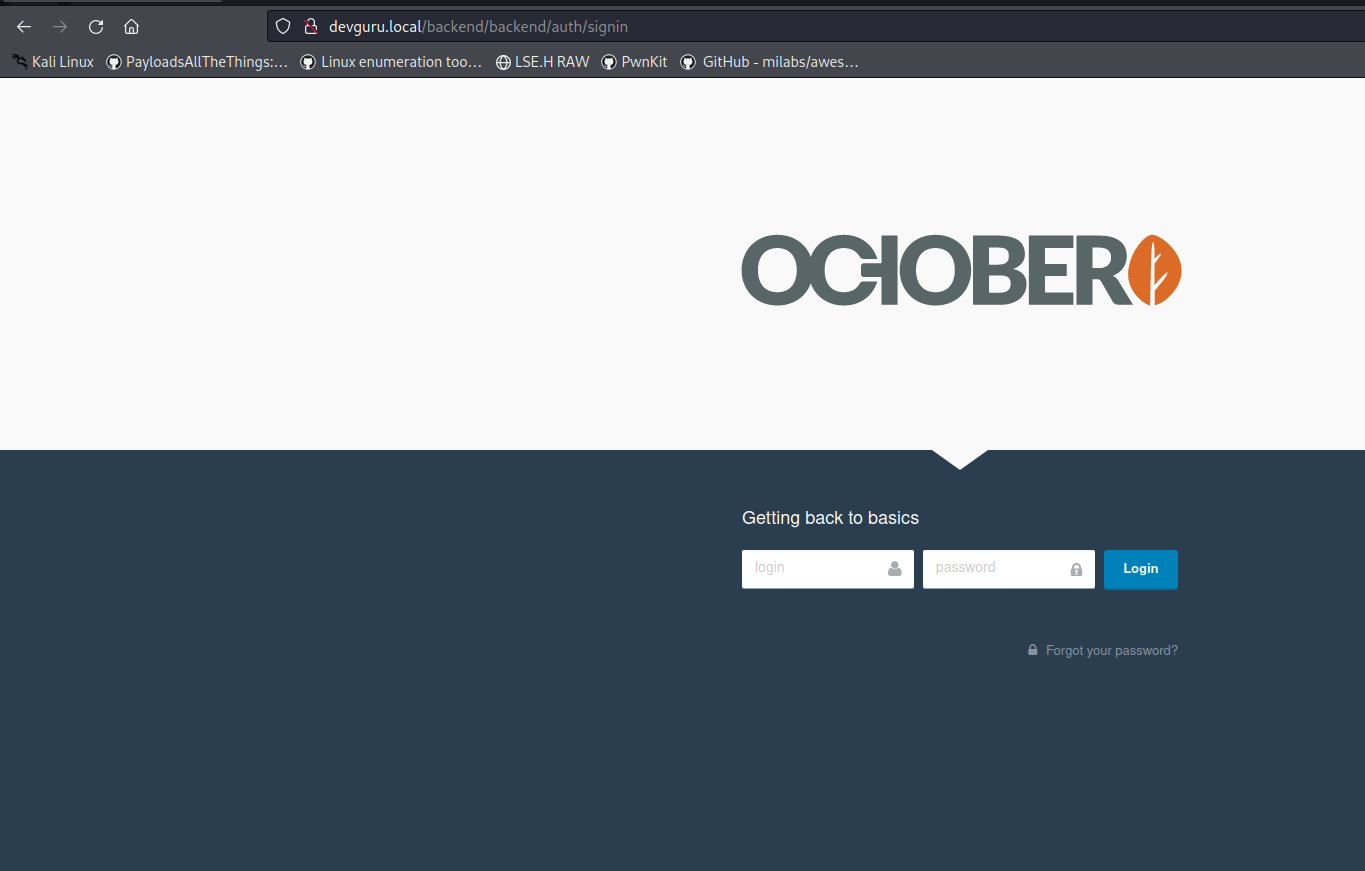 devguru.local/backend/backend/auth/signin
Kali Linux PayloadsAllTheThings:... Linux enumeration too... LSE.H RAW PwnKit GitHub - milabs/awes...
OCTOBER
Getting back to basics
login password Login
Forgot your password?